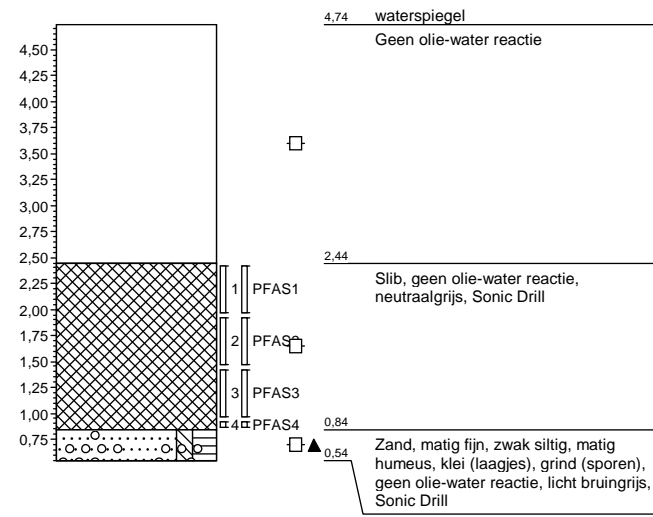 4,74 waterspiegel
Geen olie-water reactie
4,50
4,25
4,00
3,75
3,50
3,25
3,00
2,75
2,50
2,44
2,25 1 PFAS1
Slib, geen olie-water reactie,
neutraalgrijs, Sonic Drill
2,00
1,75 2 PFAS2
1,50
1,25 3 PFAS3
1,00
4 PFAS4
0,84
0,75
Zand, matig fijn, zwak siltig, matig
0,54
humeus, klei (laagjes), grind (sporen),
geen olie-water reactie, licht bruingrijs,
Sonic Drill